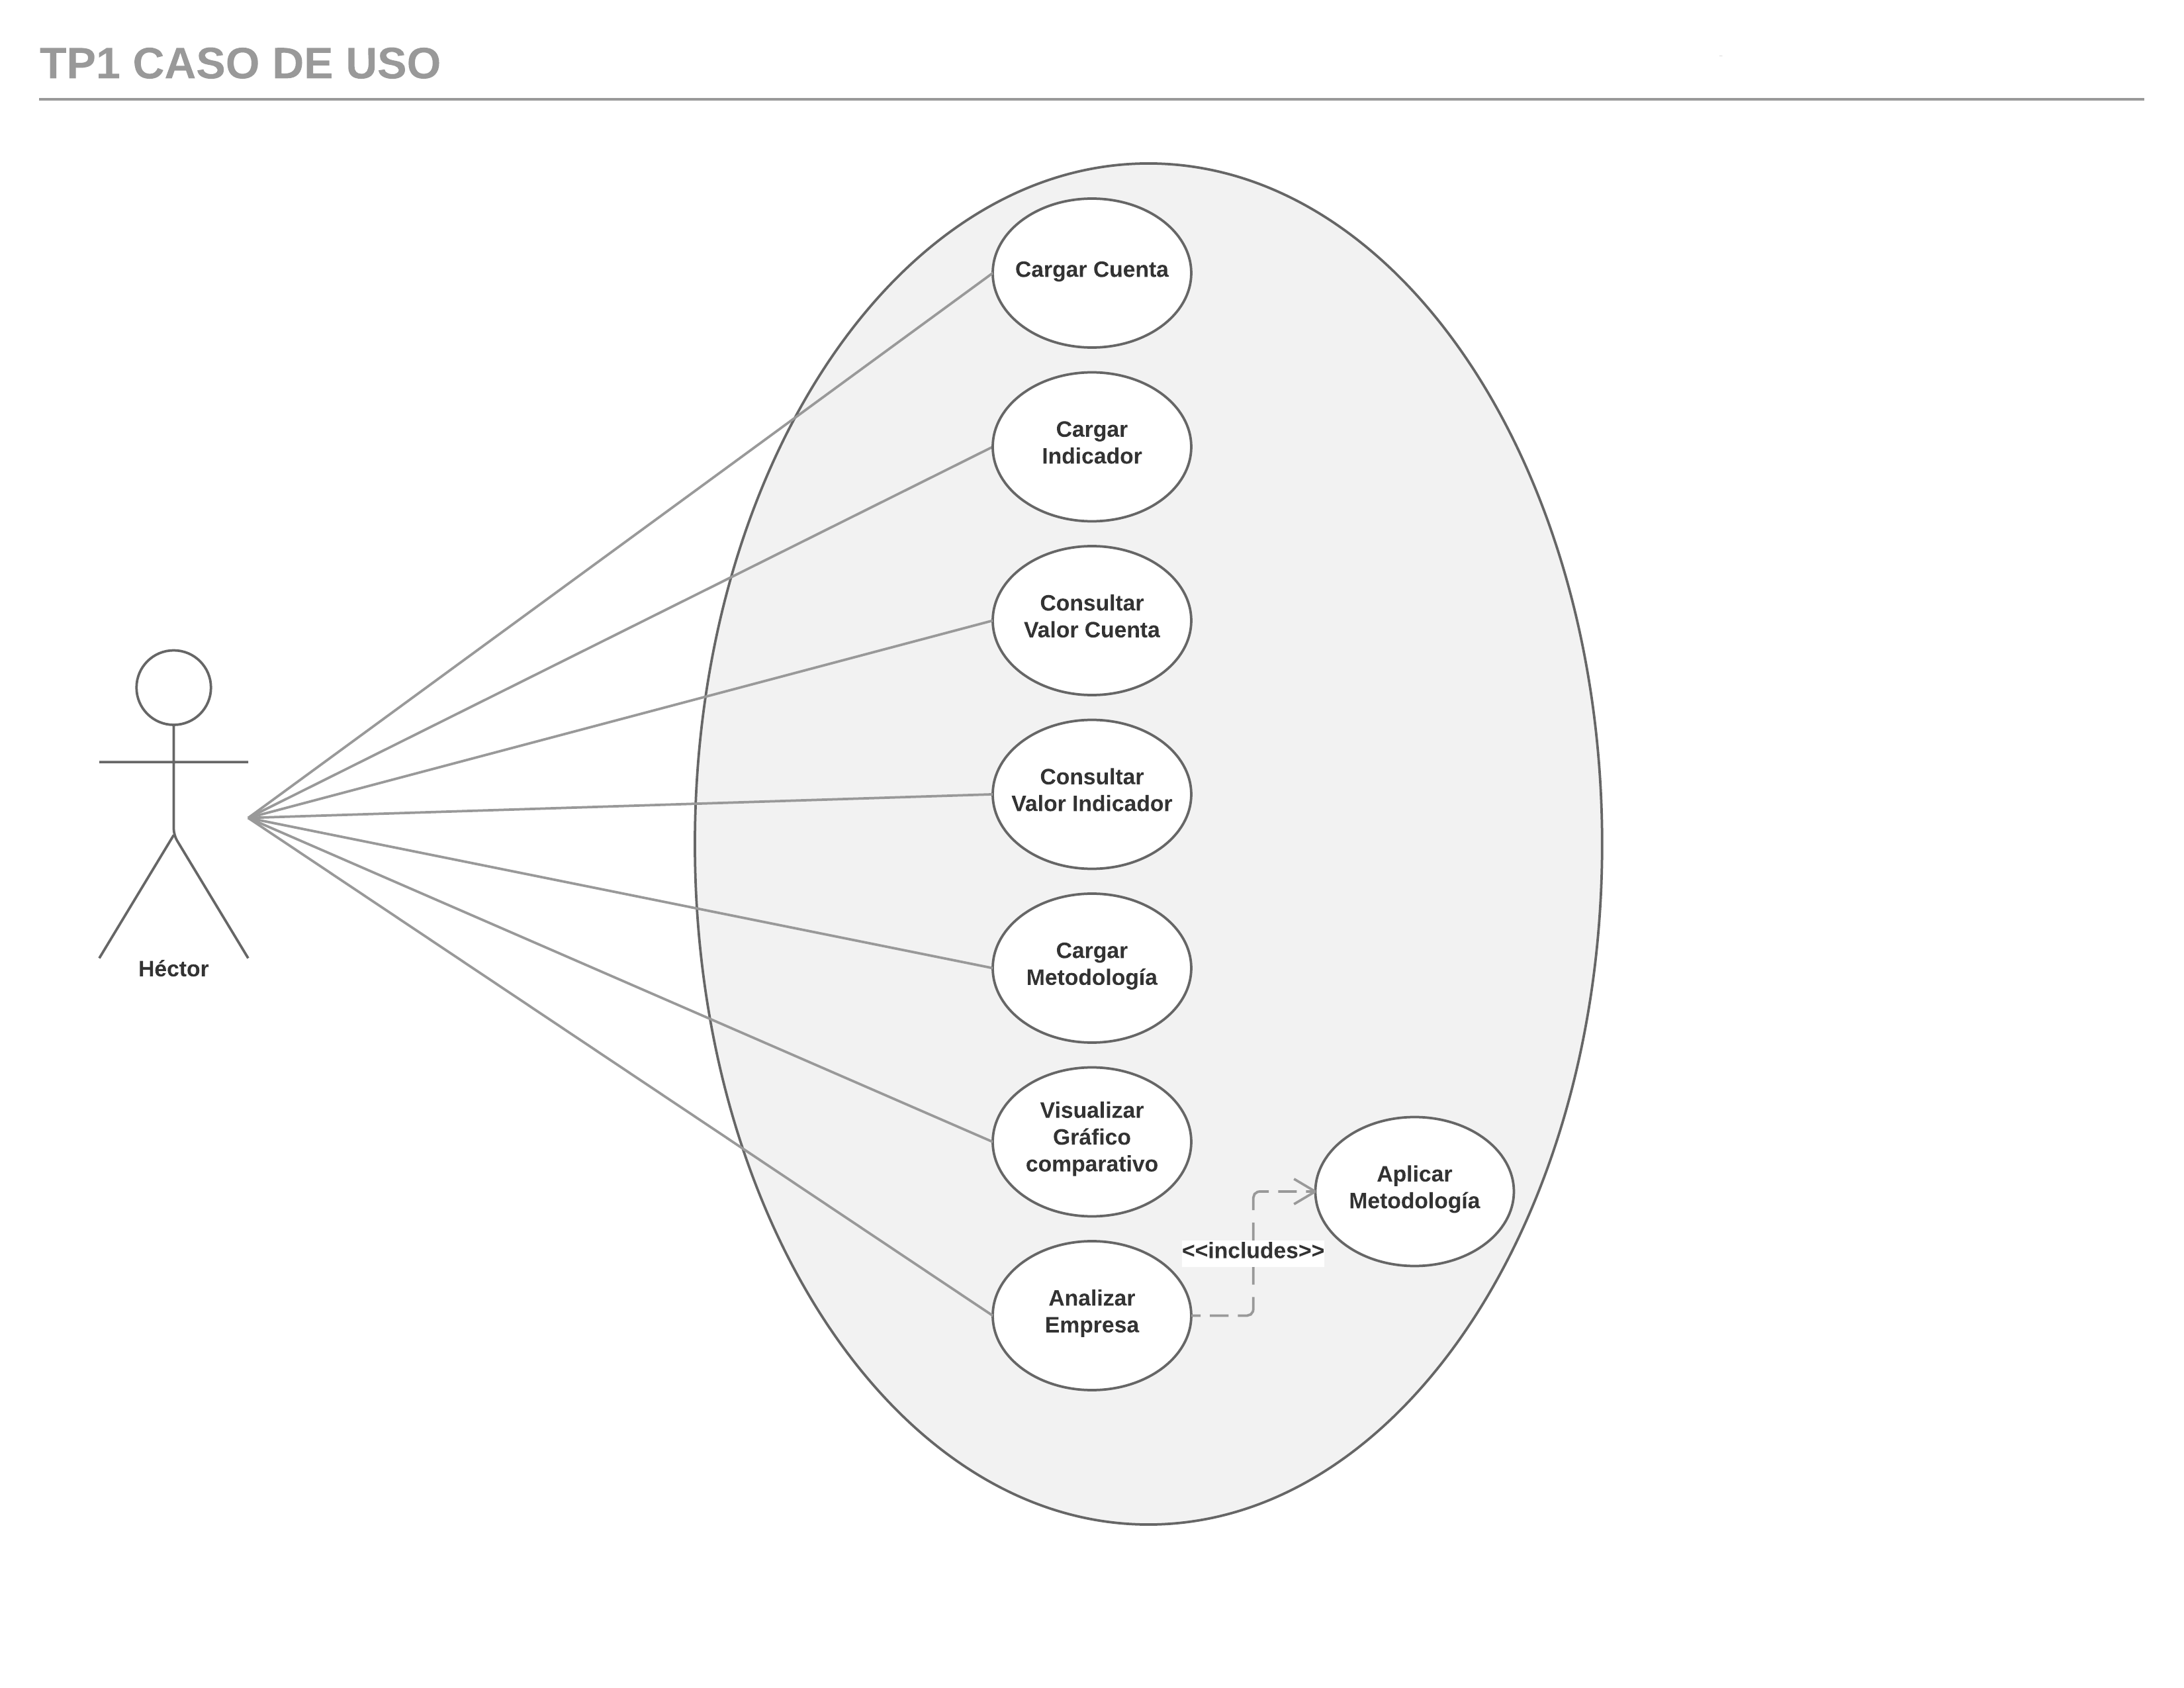 TP1 CASO DE USO
Cargar Cuenta
Cargar
Indicador
Consultar
Valor Cuenta
Consultar
Valor Indicador
Cargar
Metodología
Visualizar
Gráfico
comparativo
Aplicar
Metodología
<<includes>>
Analizar
Empresa
Héctor